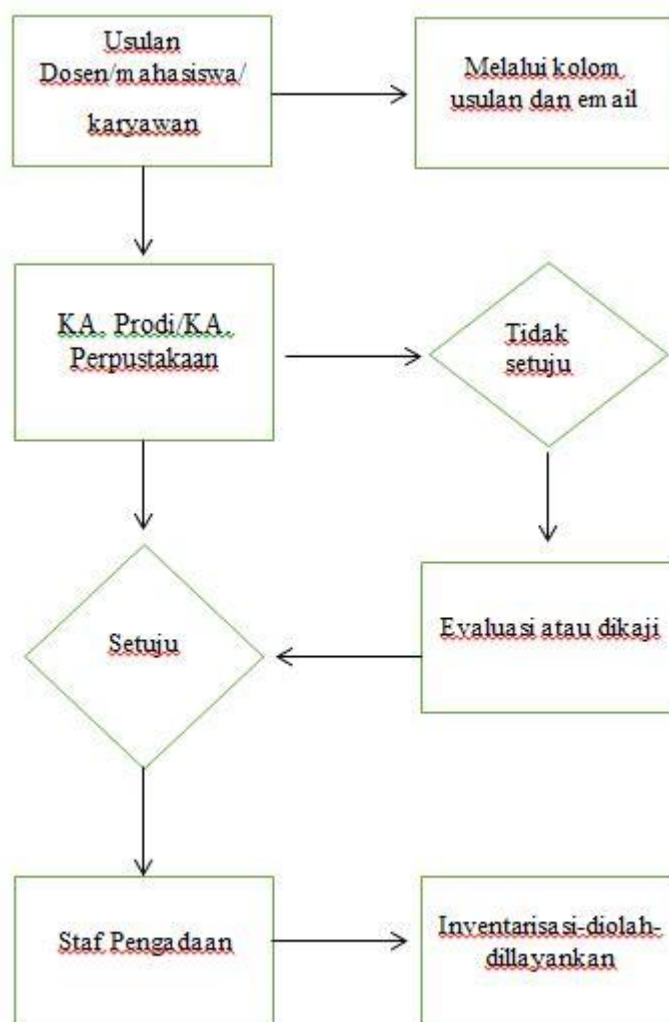 Usulan
Dosen/mahasiswa/
karyawan
Melalui kolom
usulan dan email
KA. Prodi/KA.
Perpustakaan
Tidak
setuju
Setuju
Evaluasi atau dikaji
Staf Pengadaan
Inventarisasi-diolah-
dillayankan